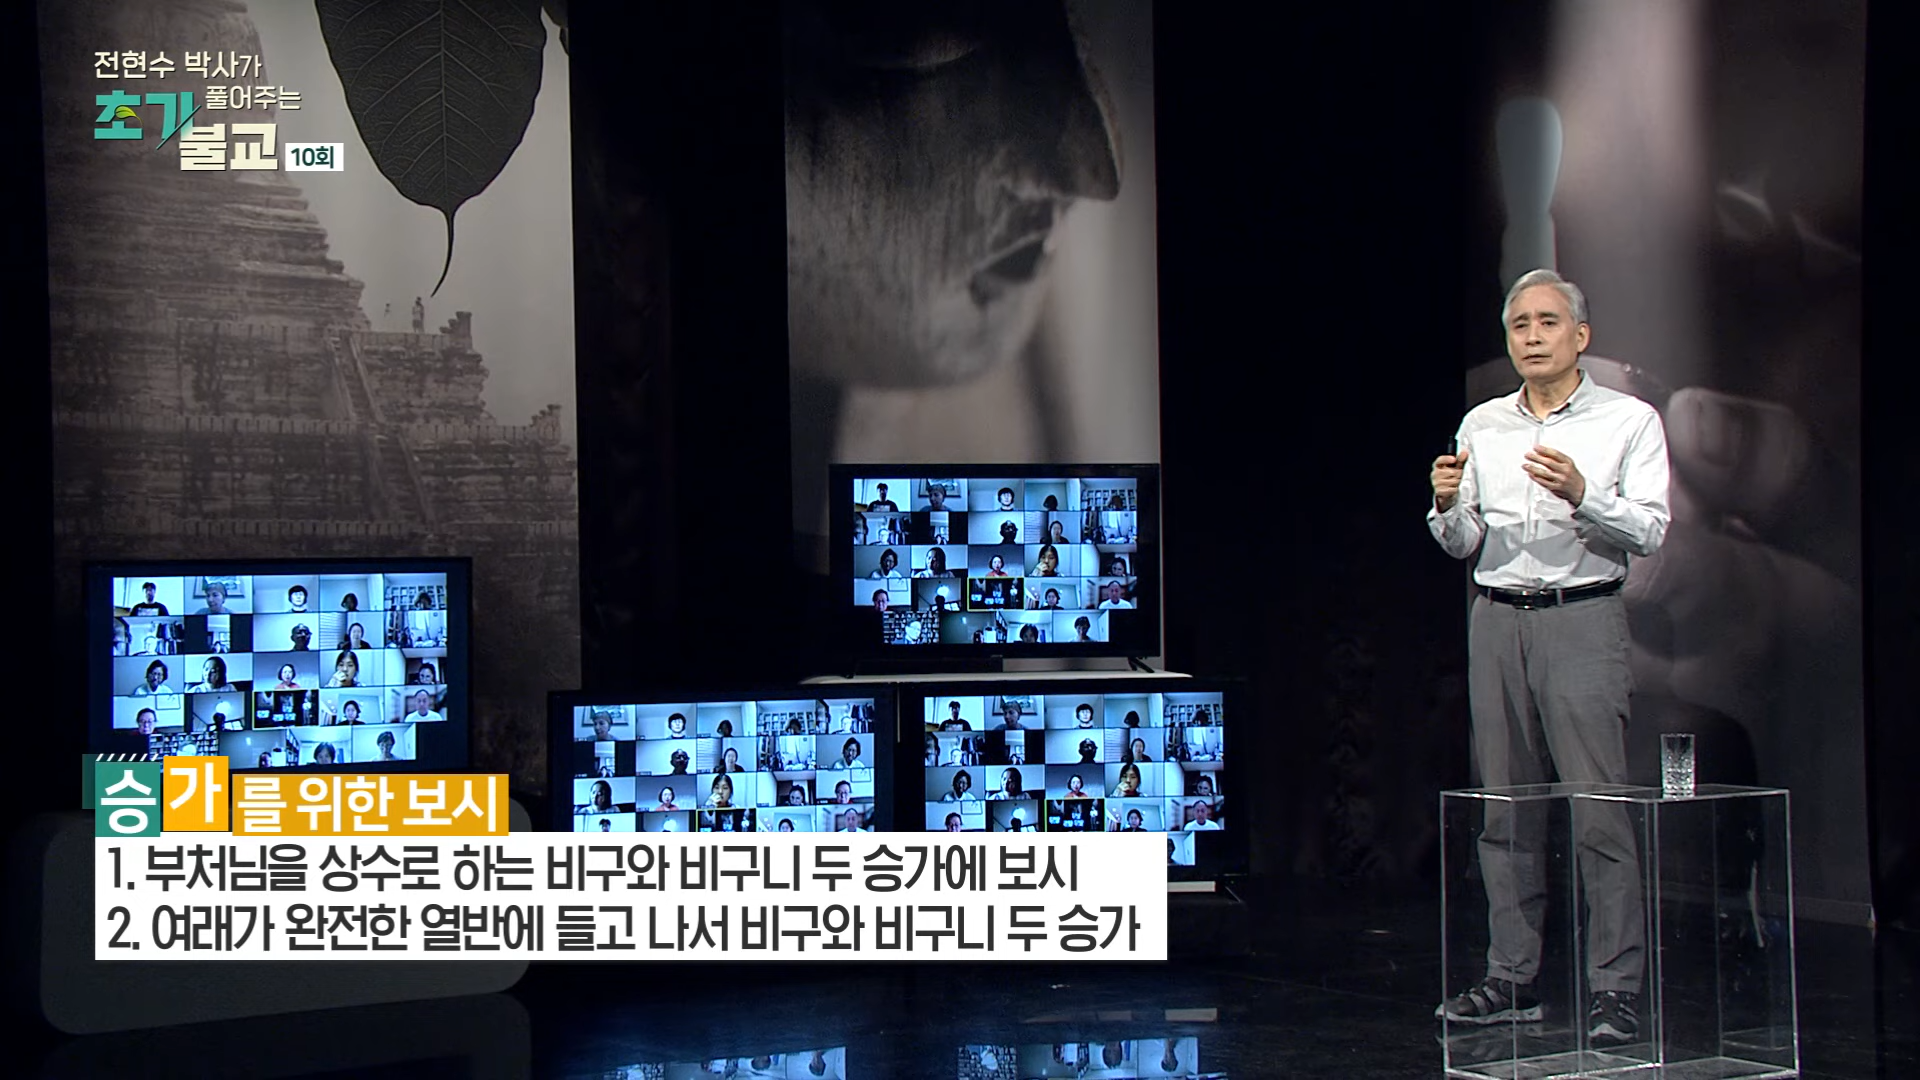 전현수 박사가
풀어주는
초기
불교 10회
승가를 위한 보시
1. 부처님을 상수로 하는 비구와 비구니 두 승가에 보시
2. 여래가 완전한 열반에 들고 나서 비구와 비구니 두 승가